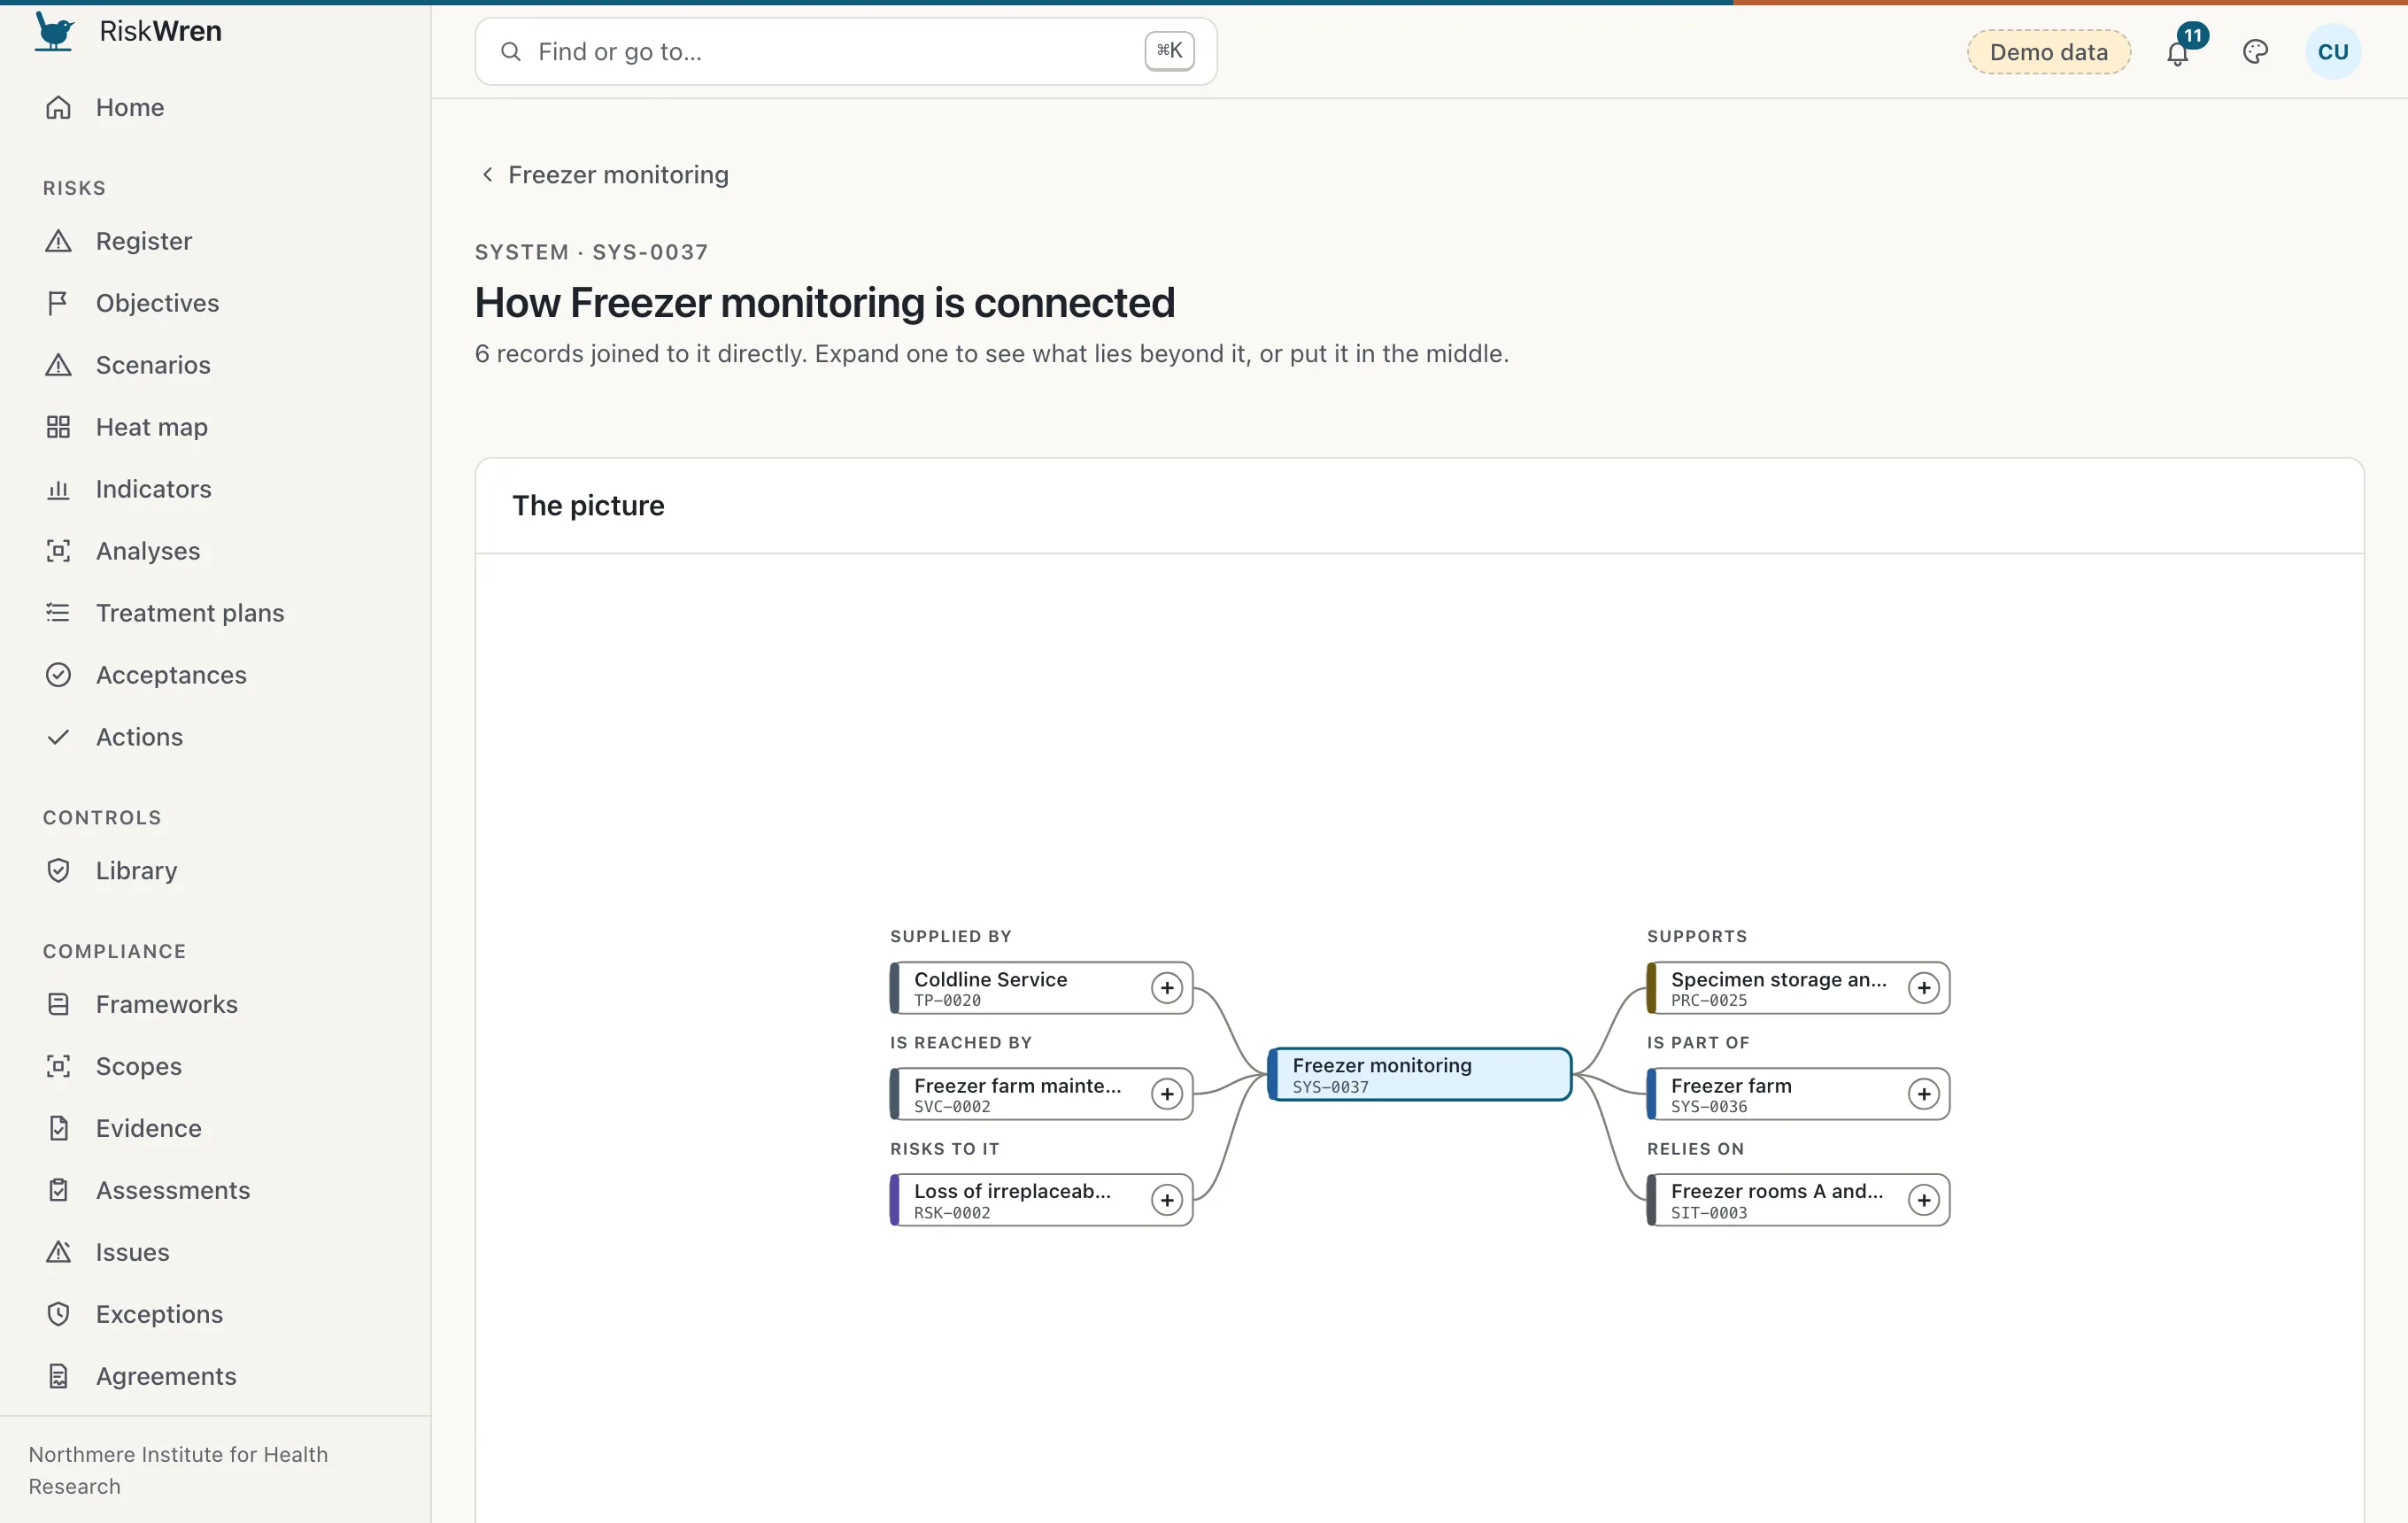 RiskWren
Find or go to...
⌘K
Demo data
11
CU
Home
RISKS
Register
Objectives
Scenarios
Heat map
Indicators
Analyses
Treatment plans
Acceptances
Actions
CONTROLS
Library
COMPLIANCE
Frameworks
Scopes
Evidence
Assessments
Issues
Exceptions
Agreements
Northmere Institute for Health
Research
Freezer monitoring
SYSTEM · SYS-0037
How Freezer monitoring is connected
6 records joined to it directly. Expand one to see what lies beyond it, or put it in the middle.
The picture
SUPPLIED BY
Coldline Service
TP-0020
IS REACHED BY
Freezer farm mainte...
SVC-0002
RISKS TO IT
Loss of irreplaceab...
RSK-0002
Freezer monitoring
SYS-0037
SUPPORTS
Specimen storage an...
PRC-0025
IS PART OF
Freezer farm
SYS-0036
RELIES ON
Freezer rooms A and...
SIT-0003